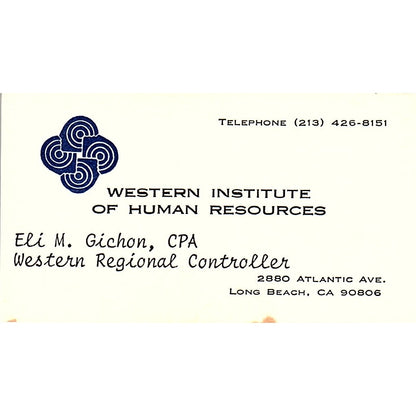 TELEPHONE (213) 426-8151
WESTERN INSTITUTE
OF HUMAN RESOURCES
Eli M. Gichon, CPA
Western Regional Controller
2880 ATLANTIC AVE.
LONG BEACH, CA 90806